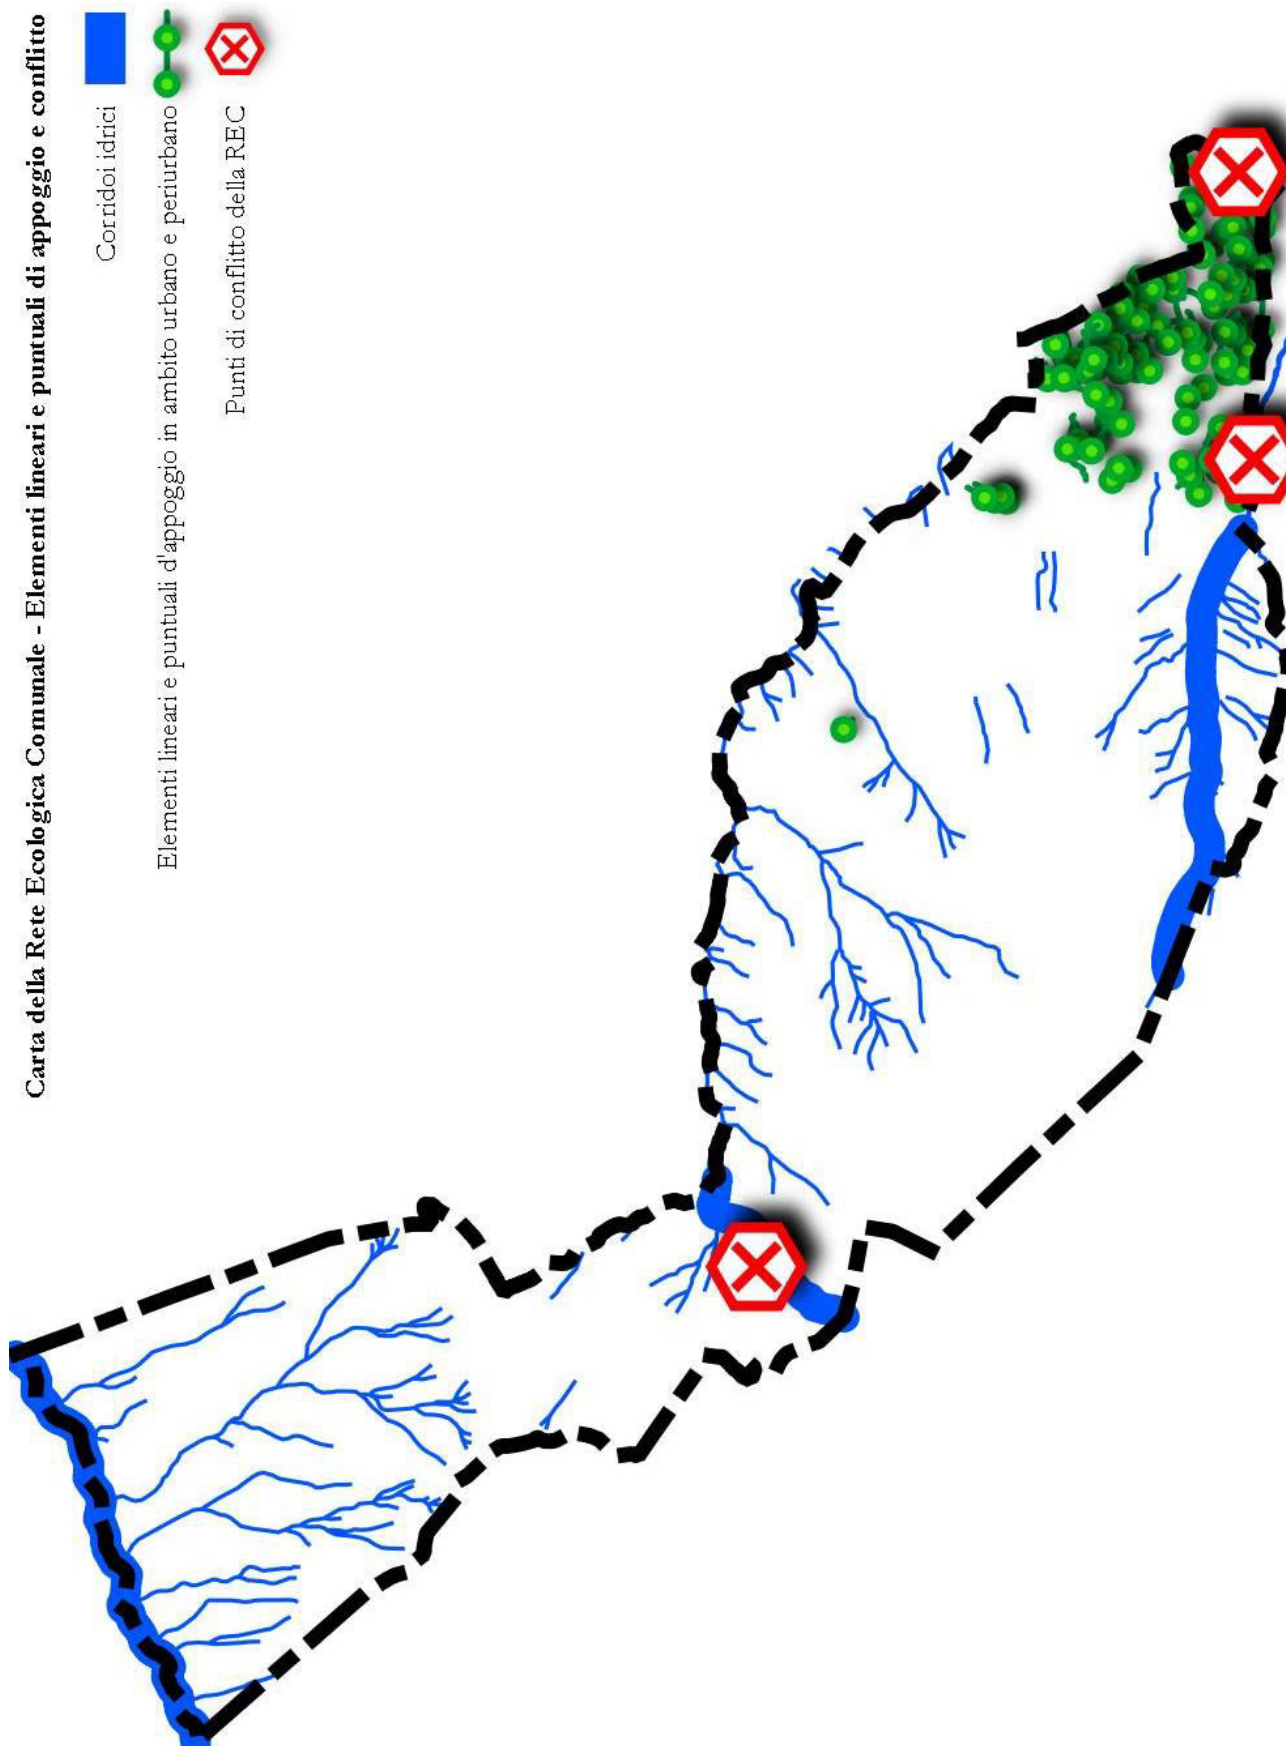 Carta della Rete Ecologica Comunale - Elementi lineari e puntuali di appoggio e conflitto
Corridoi idrici
Elementi lineari e puntuali d'appoggio in ambito urbano e periurbano
Punti di conflitto della REC